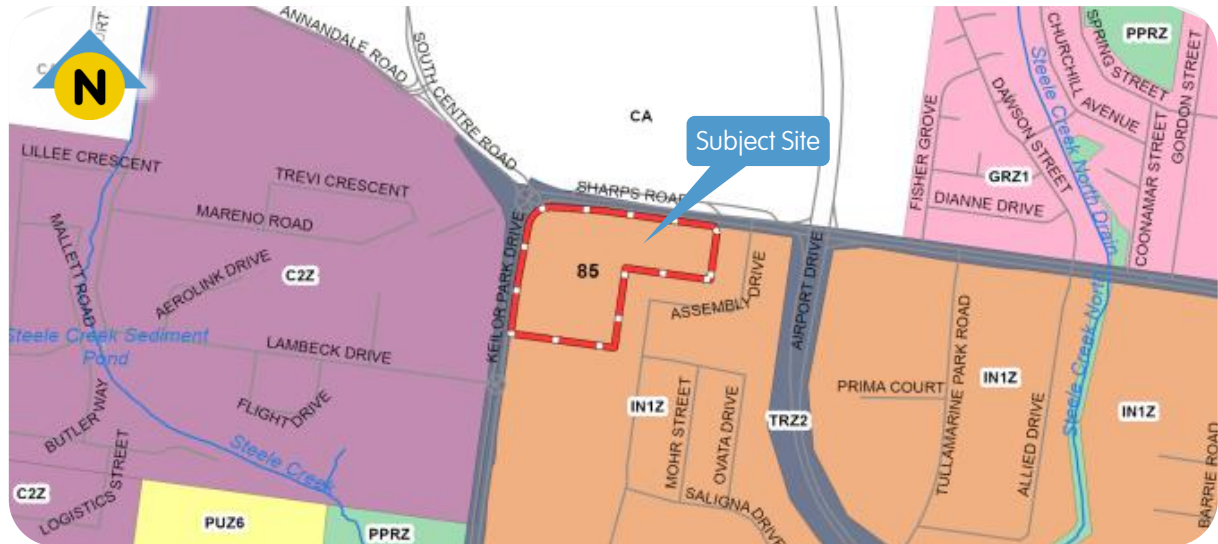 N
ANNANDALE ROAD
SOUTH CENTRE ROAD
CA
Subject Site
SHARPS ROAD
PPRZ
SPRING STREET
CHURCHILL AVENUE
GORDON STREET
DAWSON STREET
COONAMAR STREET
Steele Creek North Drain
FISHER GROVE
GRZ1
DIANNE DRIVE
LILLEE CRESCENT
TREVI CRESCENT
MARENO ROAD
MALLETT ROAD
AEROLINK DRIVE
C2Z
KEILOR PARK DRIVE
85
ASSEMBLY DRIVE
AIRPORT DRIVE
Steele Creek Sediment
Pond
LAMBECK DRIVE
FLIGHT DRIVE
BUTLER WAY
Steele Creek
LOGISTICS STREET
C2Z
PUZ6
PPRZ
IN1Z
MOHR STREET
OVATA DRIVE
SALIGNA DRIVE
TRZ2
PRIMA COURT
TULLAMARINE PARK ROAD
IN1Z
ALLIED DRIVE
Steele Creek North
IN1Z
BARRIE ROAD